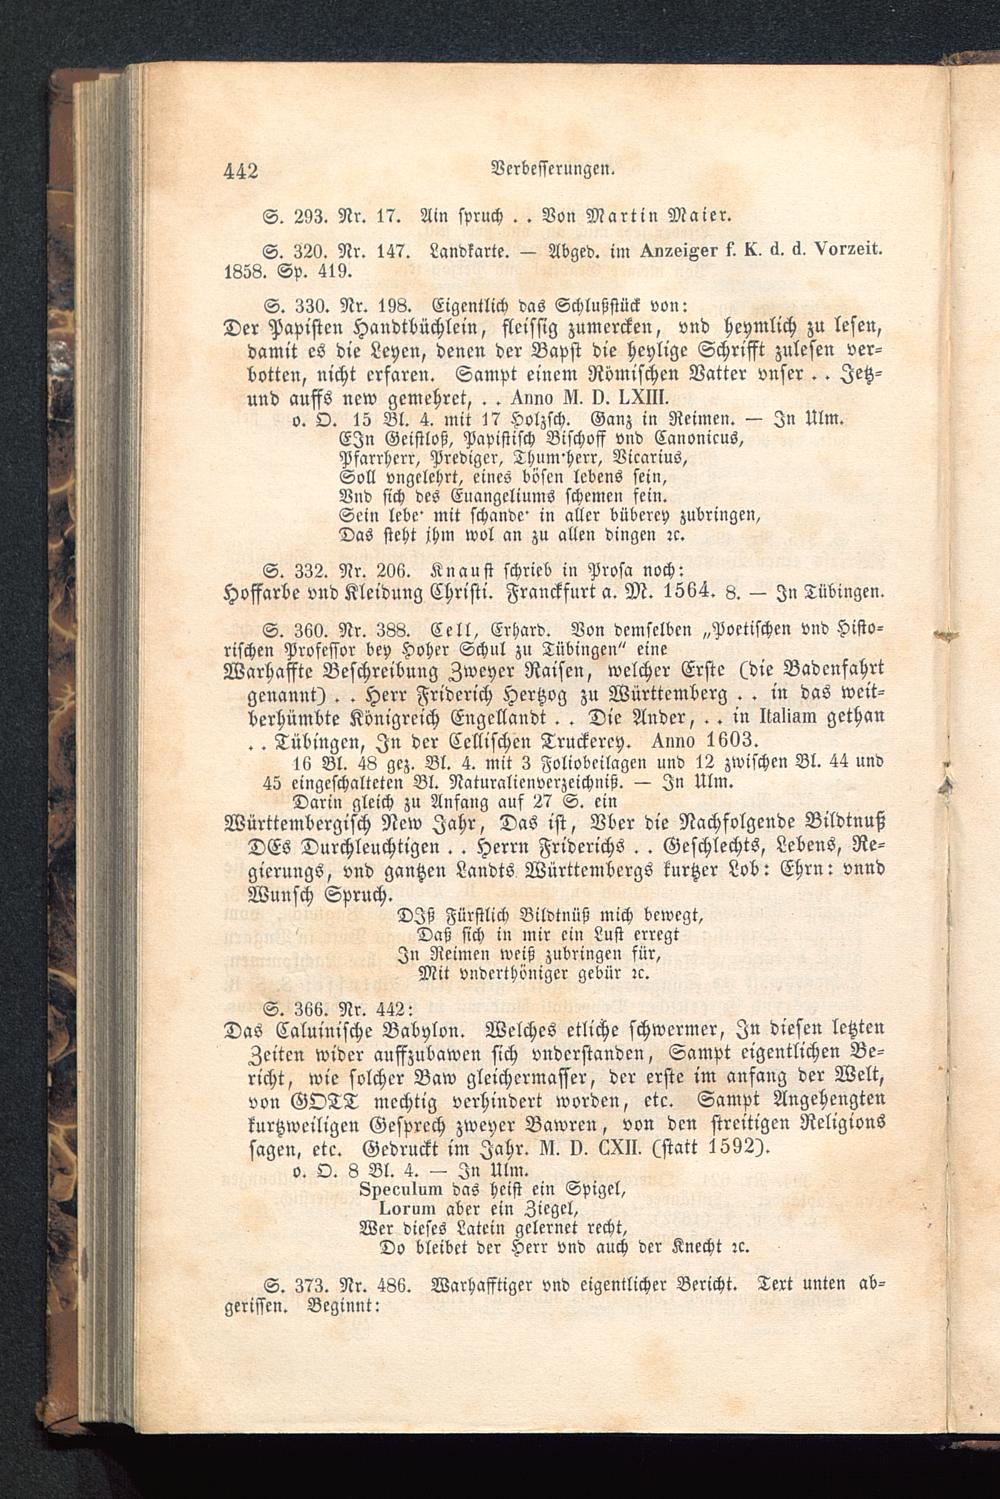 442 Verbesserungen.
S. 293. Nr. 17. Ain spruch . . Von Martin Maier.
S. 320. Nr. 147. Landkarte. — Abged. im Anzeiger f. K. d. d. Vorzeit.
1858. Sp. 419.
S. 330. Nr. 198. Eigentlich das Schlußstück von:
Der Papisten Handtbüchlein, fleissig zumercken, vnd heymlich zu lesen,
damit es die Leyen, denen der Bapst die heylige Schrifft zulesen ver-
botten, nicht erfaren. Sampt einem Römischen Vatter vnser . . Jetz-
und auffs new gemehret, . . Anno M. D. LXIII.
o. O. 15 Bl. 4. mit 17 Holzsch. Ganz in Reimen. — In Ulm.
EJn Geistloß, Papistisch Bischoff vnd Canonicus,
Pfarrherr, Prediger, Thum'herr, Vicarius,
Soll vngelehrt, eines bösen lebens sein,
Vnd sich des Euangeliums schemen fein.
Sein lebe' mit schande' in aller büberey zubringen,
Das steht jhm wol an zu allen dingen ꝛc.
S. 332. Nr. 206. Knaust schrieb in Prosa noch:
Hoffarbe vnd Kleidung Christi. Franckfurt a. M. 1564. 8. — In Tübingen.
S. 360. Nr. 388. Cell, Erhard. Von demselben „Poetischen vnd Histo-
rischen Professor bey Hoher Schul zu Tübingen“ eine
Warhaffte Beschreibung Zweyer Raisen, welcher Erste (die Badenfahrt
genannt) . . Herr Friderich Hertzog zu Württemberg . . in das weit-
berhümbte Königreich Engellandt . . Die Ander, . . in Italiam gethan
. . Tübingen, In der Cellischen Truckerey. Anno 1603.
16 Bl. 48 gez. Bl. 4. mit 3 Foliobeilagen und 12 zwischen Bl. 44 und
45 eingeschalteten Bl. Naturalienverzeichniß. — In Ulm.
Darin gleich zu Anfang auf 27 S. ein
Württembergisch New Jahr, Das ist, Vber die Nachfolgende Bildtnuß
DEs Durchleuchtigen . . Herrn Friderichs . . Geschlechts, Lebens, Re-
gierungs, vnd gantzen Landts Württembergs kurtzer Lob: Ehrn: vnnd
Wunsch Spruch.
DJß Fürstlich Bildtnüß mich bewegt,
Daß sich in mir ein Lust erregt
In Reimen weiß zubringen für,
Mit vnderthöniger gebür ꝛc.
S. 366. Nr. 442:
Das Caluinische Babylon. Welches etliche schwermer, In diesen letzten
Zeiten wider auffzubawen sich vnderstanden, Sampt eigentlichen Be-
richt, wie solcher Baw gleichermasser, der erste im anfang der Welt,
von GOTT mechtig verhindert worden, etc. Sampt Angehengten
kurtzweiligen Gesprech zweyer Bawren, von den streitigen Religions
sagen, etc. Gedruckt im Jahr. M. D. CXII. (statt 1592).
o. O. 8 Bl. 4. — In Ulm.
Speculum das heist ein Spigel,
Lorum aber ein Ziegel,
Wer dieses Latein gelernet recht,
Do bleibet der Herr vnd auch der Knecht ꝛc.
S. 373. Nr. 486. Warhafftiger vnd eigentlicher Bericht. Text unten ab-
gerissen. Beginnt: